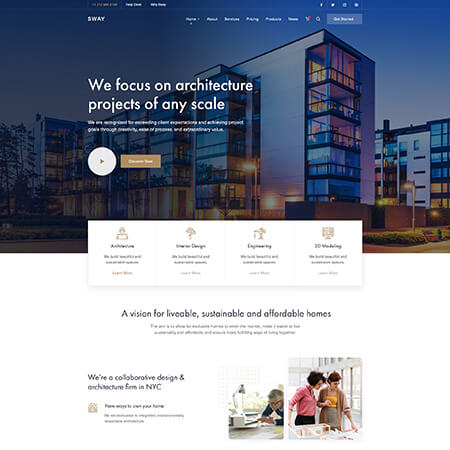 Help Desk Why Sway
SWAY
Home About Services Pricing Products News
Get Started
We focus on architecture
projects of any scale
We are recognized for exceeding client expectations and achieving project
goals through creativity, ease of process, and extraordinary value.
Discover Now
Architecture Interior Design Engineering 3D Modeling
We build beautiful and We build beautiful and We build beautiful and We build beautiful and
sustainable spaces sustainable spaces sustainable spaces sustainable spaces
Learn More Learn More Learn More Learn More
A vision for liveable, sustainable and affordable homes
The aim is to allow for exclusive homes to enter the market, make it easier to live
sustainably and affordably and ensure more fulfilling ways of living together.
We're a collaborative design &
architecture firm in NYC
New ways to own your home
We are dedicated to integrated, environmentally
responsible architecture.